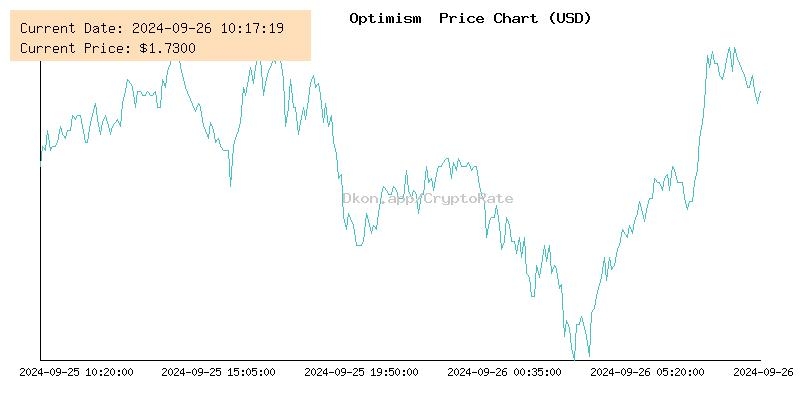 Optimism  Price Chart (USD)
Current Date: 2024-09-26 10:17:19
Current Price: $1.7300
Okon.app/CryptoRate
2024-09-25 10:20:00
2024-09-25 15:05:00
2024-09-25 19:50:00
2024-09-26 00:35:00
2024-09-26 05:20:00
2024-09-26